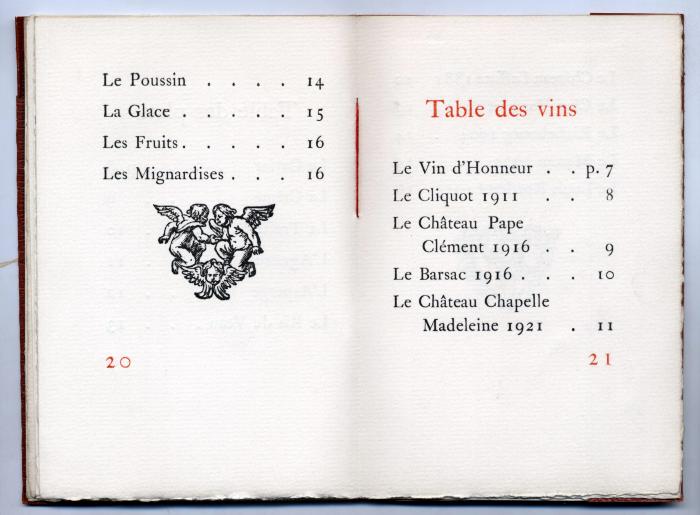 Le Poussin . . . . 14
La Glace . . . . . 15
Les Fruits . . . . 16
Les Mignardises . . . 16
20
Table des vins
Le Vin d'Honneur . . p. 7
Le Cliquot 1911 . . 8
Le Château Pape
Clément 1916 . . 9
Le Barsac 1916 . . . 10
Le Château Chapelle
Madeleine 1921 . 11
21